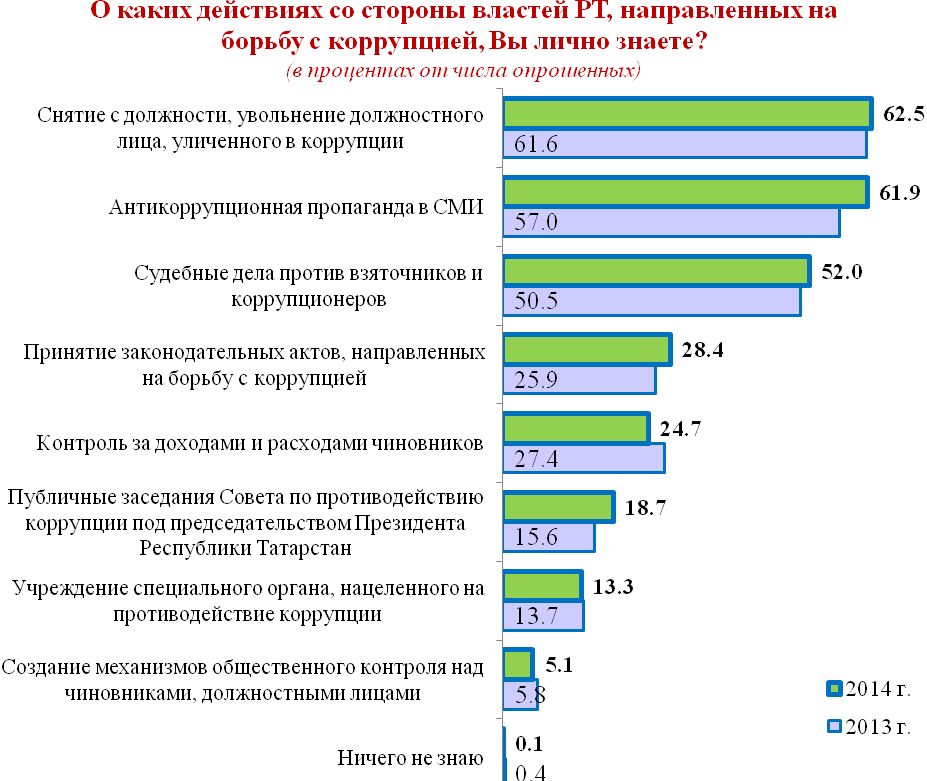 О каких действиях со стороны властей РТ, направленных на
борьбу с коррупцией, Вы лично знаете?
(в процентах от числа опрошенных)
Снятие с должности, увольнение должностного
лица, уличенного в коррупции
62.5
61.6
Антикоррупционная пропаганда в СМИ
61.9
57.0
Судебные дела против взяточников и
коррупционеров
52.0
50.5
Принятие законодательных актов, направленных
на борьбу с коррупцией
28.4
25.9
Контроль за доходами и расходами чиновников
24.7
27.4
Публичные заседания Совета по противодействию
коррупции под председательством Президента
Республики Татарстан
18.7
15.6
Учреждение специального органа, нацеленного на
противодействие коррупции
13.3
13.7
Создание механизмов общественного контроля над
чиновниками, должностными лицами
5.1
5.8
Ничего не знаю
0.1
0.4
2014 г.
2013 г.